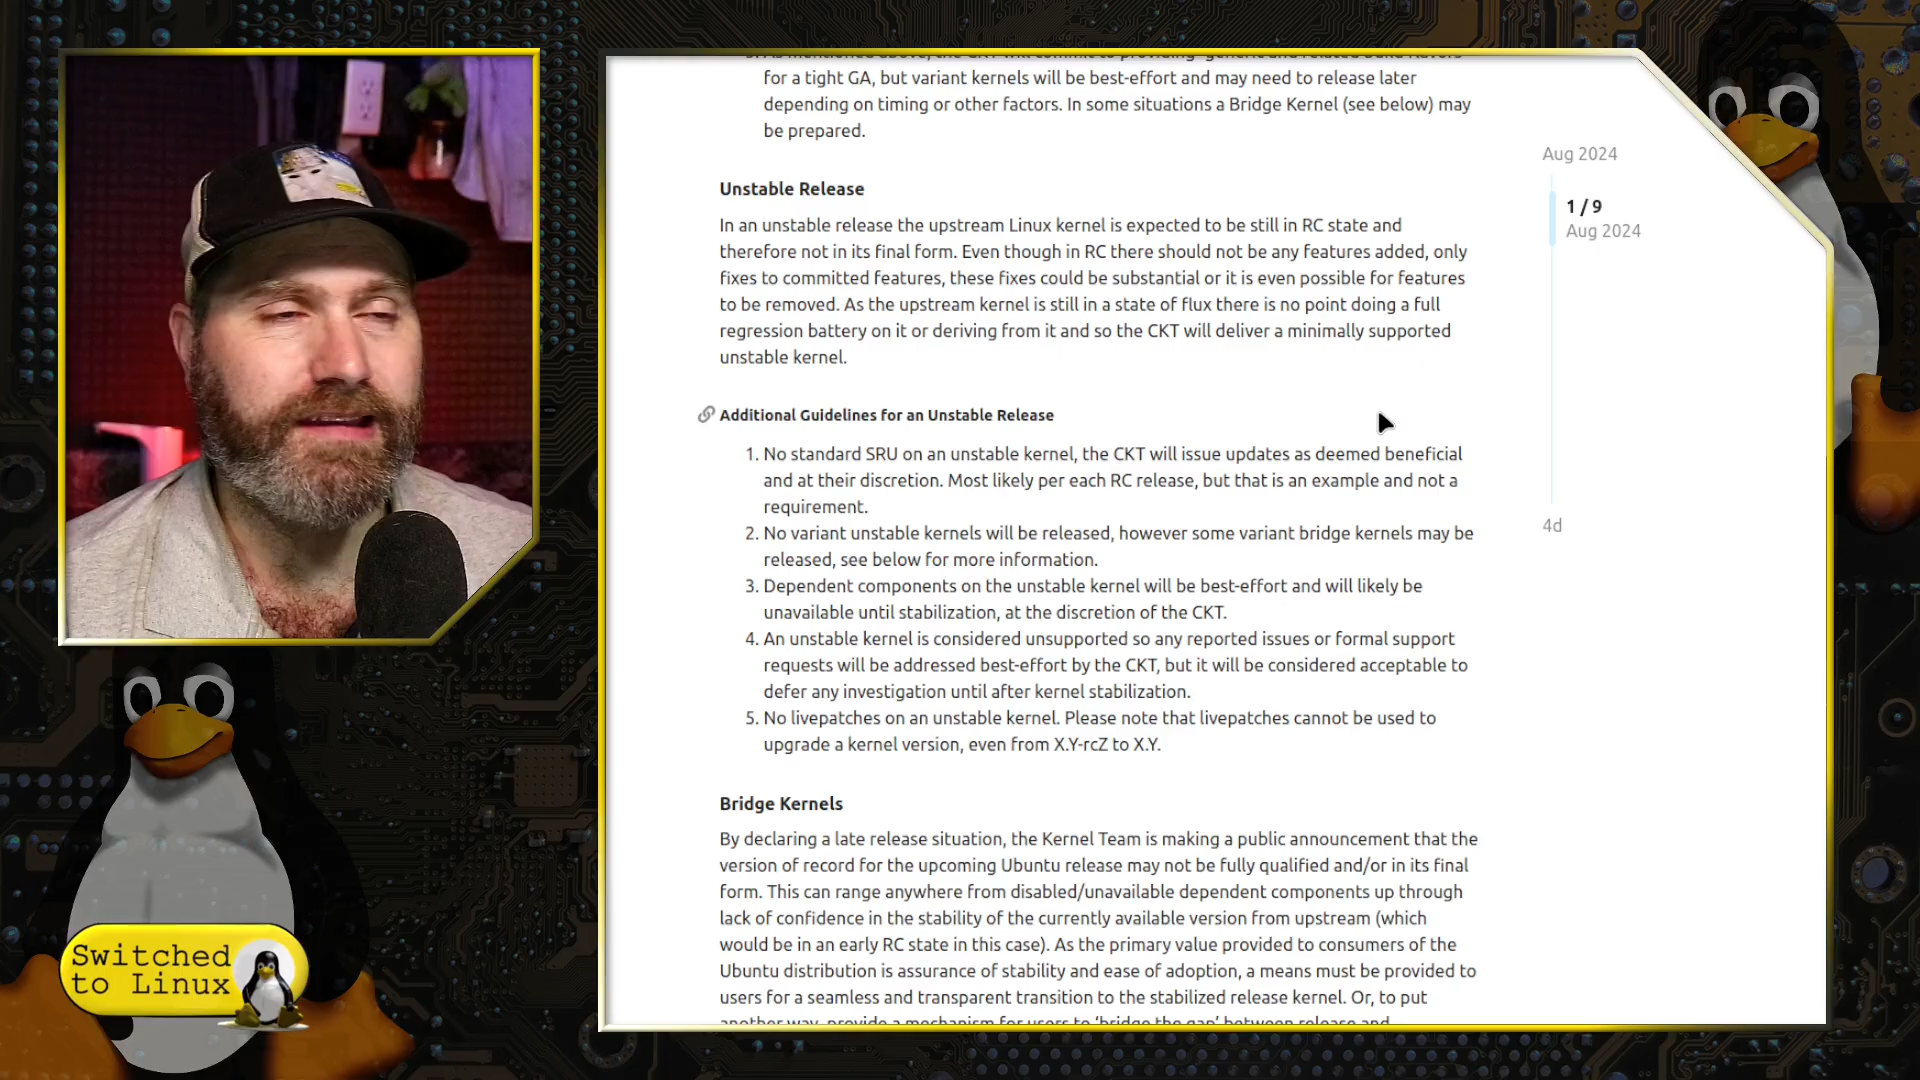 for a tight GA, but variant kernels will be best-effort and may need to release later
depending on timing or other factors. In some situations a Bridge Kernel (see below) may
be prepared.
Unstable Release
In an unstable release the upstream Linux kernel is expected to be still in RC state and
therefore not in its final form. Even though in RC there should not be any features added, only
fixes to committed features, these fixes could be substantial or it is even possible for features
to be removed. As the upstream kernel is still in a state of flux there is no point doing a full
regression battery on it or deriving from it and so the CKT will deliver a minimally supported
unstable kernel.
Additional Guidelines for an Unstable Release
1. No standard SRU on an unstable kernel, the CKT will issue updates as deemed beneficial
and at their discretion. Most likely per each RC release, but that is an example and not a
requirement.
2. No variant unstable kernels will be released, however some variant bridge kernels may be
released, see below for more information.
3. Dependent components on the unstable kernel will be best-effort and will likely be
unavailable until stabilization, at the discretion of the CKT.
4. An unstable kernel is considered unsupported so any reported issues or formal support
requests will be addressed best-effort by the CKT, but it will be considered acceptable to
defer any investigation until after kernel stabilization.
5. No livepatches on an unstable kernel. Please note that livepatches cannot be used to
upgrade a kernel version, even from X.Y-rcZ to X.Y.
Bridge Kernels
By declaring a late release situation, the Kernel Team is making a public announcement that the
version of record for the upcoming Ubuntu release may not be fully qualified and/or in its final
form. This can range anywhere from disabled/unavailable dependent components up through
lack of confidence in the stability of the currently available version from upstream (which
would be in an early RC state in this case). As the primary value provided to consumers of the
Ubuntu distribution is assurance of stability and ease of adoption, a means must be provided to
users for a seamless and transparent transition to the stabilized release kernel. Or, to put
another way, provide a mechanism for users to 'bridge the gap' between release and
Aug 2024
1 / 9
Aug 2024
4d
Switched
to Linux